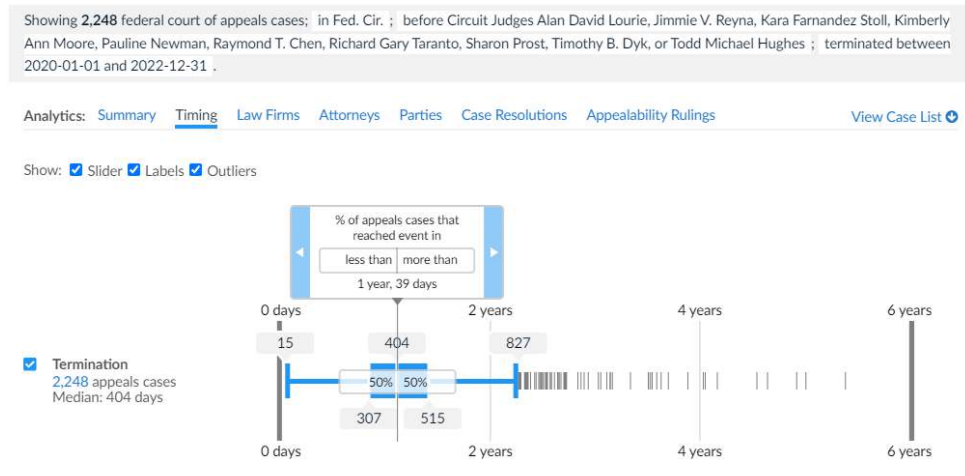 Showing 2,248 federal court of appeals cases; in Fed. Cir. ; before Circuit Judges Alan David Lourie, Jimmie V. Reyna, Kara Farnandez Stoll, Kimberly
Ann Moore, Pauline Newman, Raymond T. Chen, Richard Gary Taranto, Sharon Prost, Timothy B. Dyk, or Todd Michael Hughes ; terminated between
2020-01-01 and 2022-12-31 .
Analytics: Summary Timing Law Firms Attorneys Parties Case Resolutions Appealability Rulings View Case List
Show: Slider Labels Outliers
% of appeals cases that
reached event in
less than more than
1 year, 39 days
0 days 2 years 4 years 6 years
15 404 827
Termination
2,248 appeals cases
Median: 404 days
50% 50%
307 515
0 days 2 years 4 years 6 years